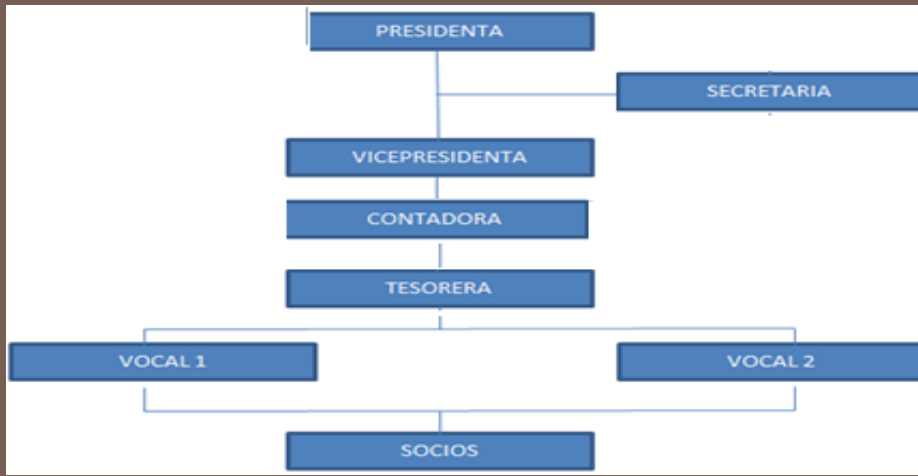 PRESIDENTA
SECRETARIA
VICEPRESIDENTA
CONTADORA
TESORERA
VOCAL 1
VOCAL 2
SOCIOS